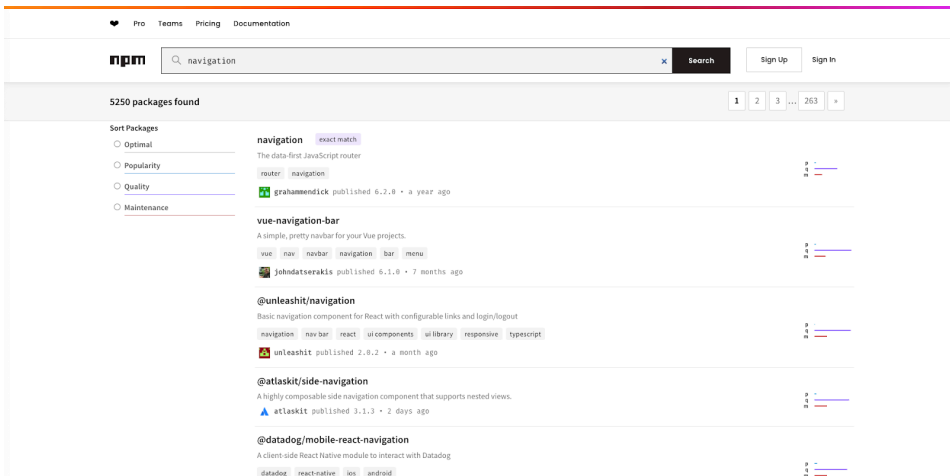 ❤ Pro Teams Pricing Documentation
npm navigation × Search Sign Up Sign In
5250 packages found 1 2 3 ... 263 »
Sort Packages
Optimal
Popularity
Quality
Maintenance
navigation exact match
The data-first JavaScript router
router navigation
grahammendick published 6.2.0 • a year ago
p
q
m
vue-navigation-bar
A simple, pretty navbar for your Vue projects.
vue nav navbar navigation bar menu
johndatserakis published 6.1.0 • 7 months ago
p
q
m
@unleashit/navigation
Basic navigation component for React with configurable links and login/logout
navigation nav bar react ui components ui library responsive typescript
unleashit published 2.0.2 • a month ago
p
q
m
@atlaskit/side-navigation
A highly composable side navigation component that supports nested views.
atlaskit published 3.1.3 • 2 days ago
p
q
m
@datadog/mobile-react-navigation
A client-side React Native module to interact with Datadog
datadog react-native ios android
p
q
m